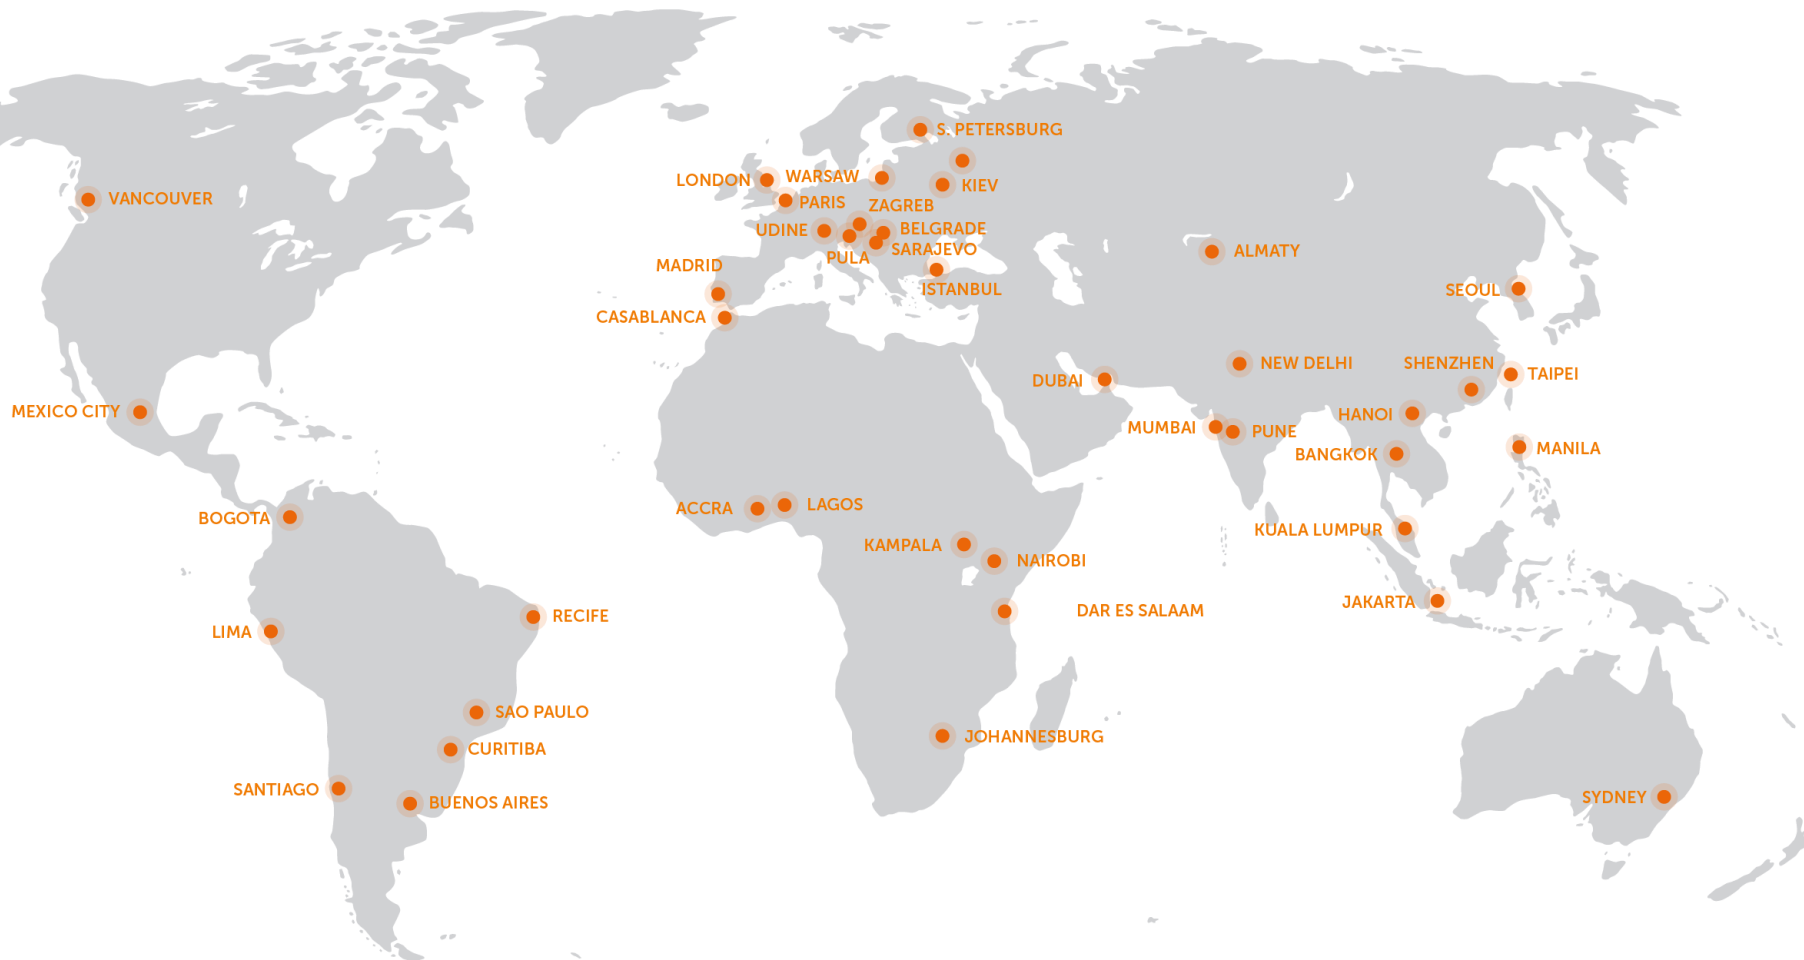 S. PETERSBURG
LONDON
WARSAW
KIEV
VANCOUVER
PARIS
ZAGREB
UDINE
BELGRADE
SARAJEVO
PULA
ALMATY
MADRID
ISTANBUL
SEOUL
CASABLANCA
NEW DELHI
SHENZHEN
TAIPEI
DUBAI
MEXICO CITY
HANOI
MUMBAI
PUNE
MANILA
BANGKOK
ACCRA
LAGOS
BOGOTA
KUALA LUMPUR
KAMPALA
NAIROBI
JAKARTA
DAR ES SALAAM
RECIFE
LIMA
SAO PAULO
JOHANNESBURG
CURITIBA
SANTIAGO
SYDNEY
BUENOS AIRES